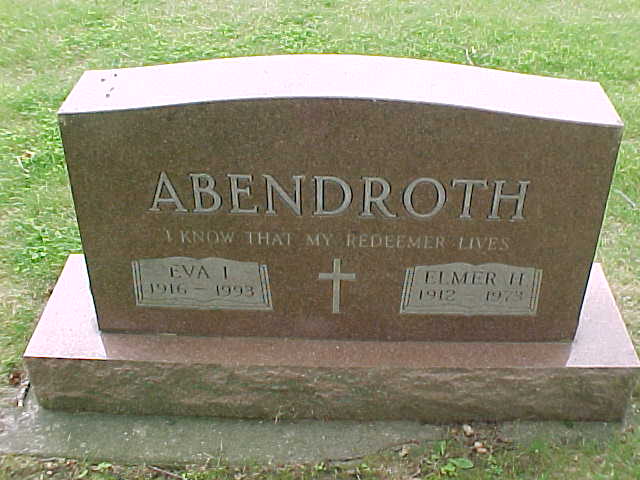 ABENDROTH
I KNOW THAT MY REDEEMER LIVES
EVA I.
1916 - 1993
ELMER H.
1912 - 1973